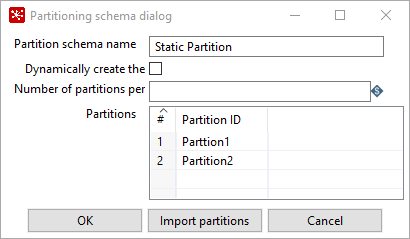 Partitioning schema dialog
Partition schema name Static Partition
Dynamically create the
Number of partitions per
Partitions # Partition ID
1 Parttion1
2 Partition2
OK Import partitions Cancel